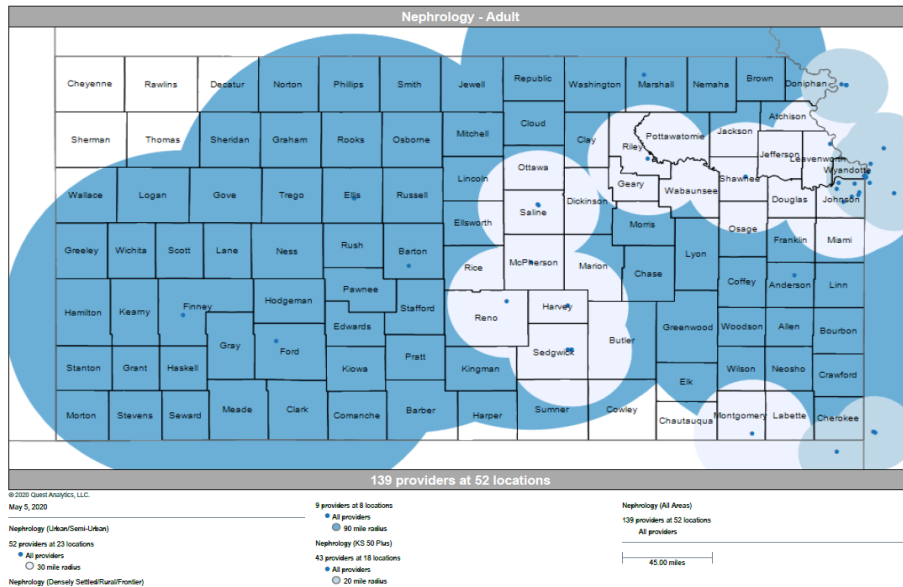 Nephrology - Adult
Cheyenne Rawlins Decatur Norton Phillips Smith Jewell Republic Washington Marshall Nemaha Brown Doniphan
Sherman Thomas Sheridan Graham Rooks Osborne Mitchell Cloud Clay Riley Pottawatomie Jackson Atchison
Jefferson Leavenworth Wyandotte
Wallace Logan Gove Trego Ellis Russell Lincoln Ottawa Geary Wabaunsee Shawnee Douglas Johnson
Ellsworth Saline Dickinson Morris Osage Franklin Miami
Greeley Wichita Scott Lane Ness Rush Barton Rice McPherson Marion Chase Lyon Coffey Anderson Linn
Hamilton Kearny Finney Hodgeman Pawnee Stafford Reno Harvey
Gray Ford Edwards Sedgwick Butler Greenwood Woodson Allen Bourbon
Stanton Grant Haskell Kiowa Pratt Kingman Elk Wilson Neosho Crawford
Morton Stevens Seward Meade Clark Comanche Barber Harper Sumner Cowley Chautauqua Montgomery Labette Cherokee
139 providers at 52 locations
© 2020 Quest Analytics, LLC.
May 5, 2020
Nephrology (Urban/Semi-Urban)
52 providers at 23 locations
All providers
30 mile radius
Nephrology (Densely Settled/Rural/Frontier)
9 providers at 8 locations
All providers
90 mile radius
Nephrology (KS 50 Plus)
43 providers at 18 locations
All providers
20 mile radius
Nephrology (All Areas)
139 providers at 52 locations
All providers
45.00 miles